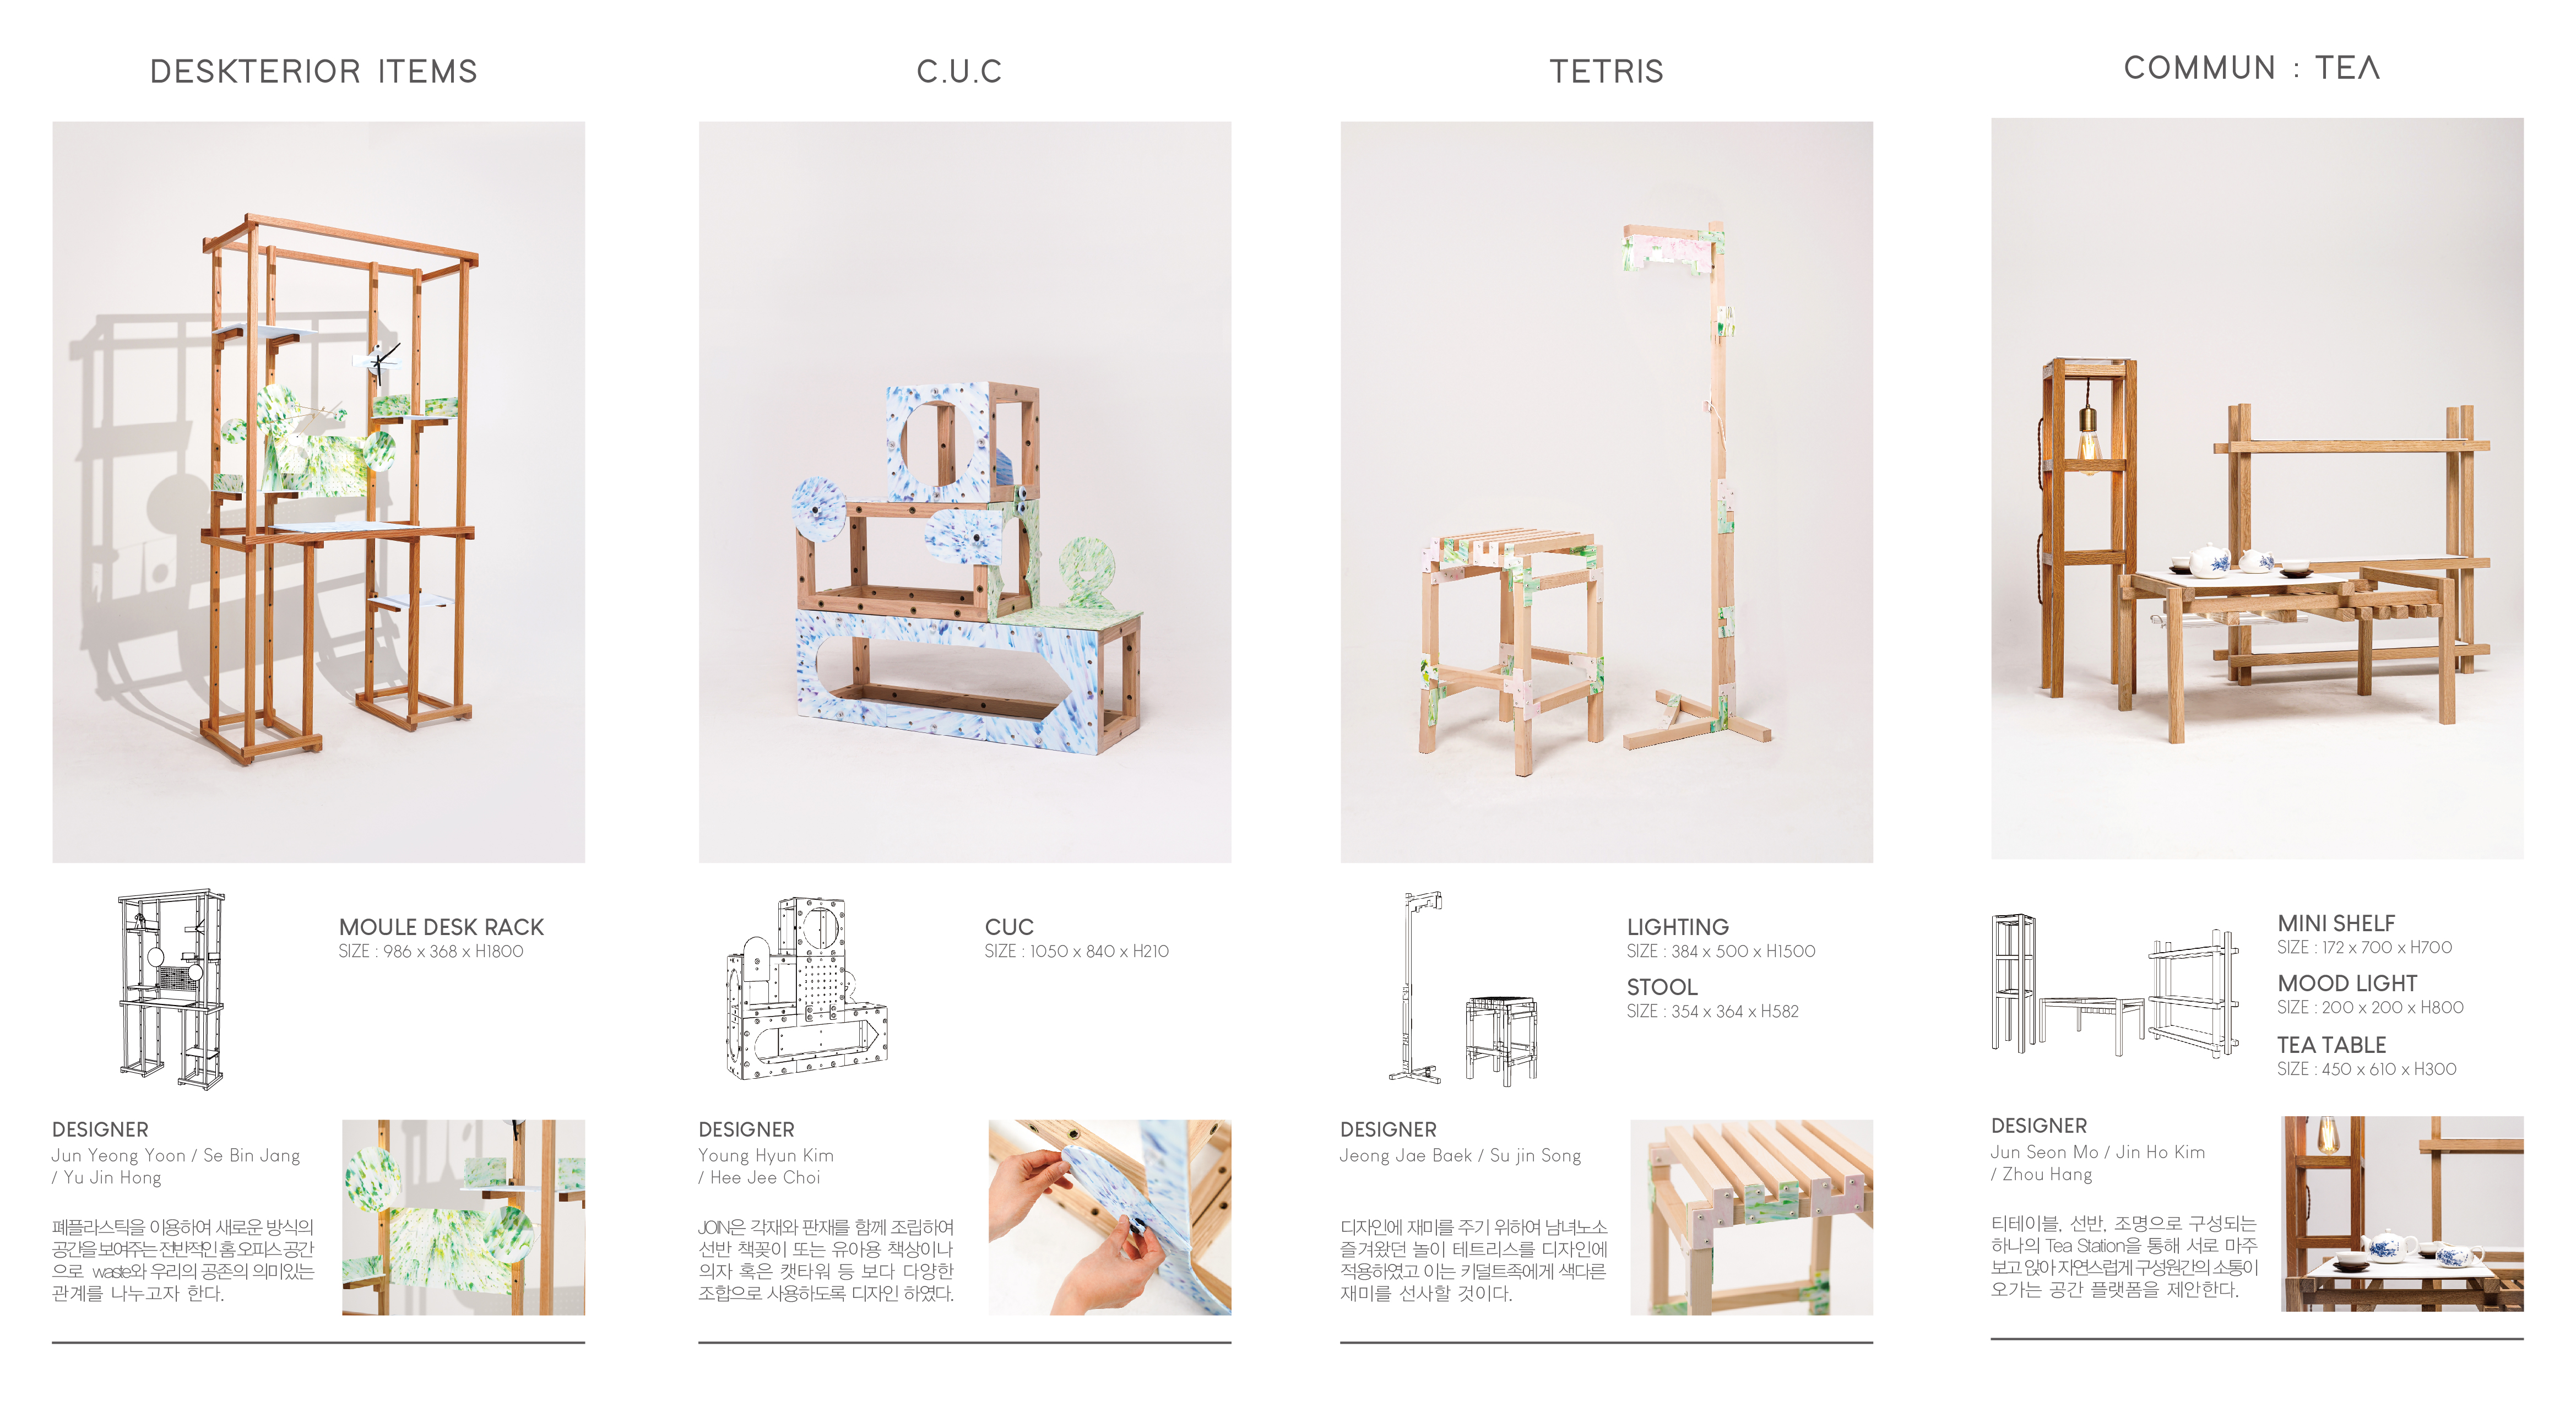 DESKTERIOR ITEMS
MOULE DESK RACK
SIZE : 986 x 368 x H1800
DESIGNER
Jun Yeong Yoon / Se Bin Jang
/ Yu Jin Hong
폐플라스틱을 이용하여 새로운 방식의
공간을 보여주는 전반적인 홈 오피스 공간
으로 waste와 우리의 공존의 의미있는
관계를 나누고자 한다.
C.U.C
CUC
SIZE : 1050 x 840 x H210
DESIGNER
Young Hyun Kim
/ Hee Jee Choi
JOIN은 각재와 판재를 함께 조립하여
선반 책꽂이 또는 유아용 책상이나
의자 혹은 캣타워 등 보다 다양한
조합으로 사용하도록 디자인 하였다.
TETRIS
LIGHTING
SIZE : 384 x 500 x H1500
STOOL
SIZE : 354 x 364 x H582
DESIGNER
Jeong Jae Baek / Su jin Song
디자인에 재미를 주기 위하여 남녀노소
즐겨왔던 놀이 테트리스를 디자인에
적용하였고 이는 키덜트족에게 색다른
재미를 선사할 것이다.
COMMUN : TEA
MINI SHELF
SIZE : 172 x 700 x H700
MOOD LIGHT
SIZE : 200 x 200 x H800
TEA TABLE
SIZE : 450 x 610 x H300
DESIGNER
Jun Seon Mo / Jin Ho Kim
/ Zhou Hang
티테이블, 선반, 조명으로 구성되는
하나의 Tea Station을 통해 서로 마주
보고 앉아 자연스럽게 구성원간의 소통이
오가는 공간 플랫폼을 제안한다.